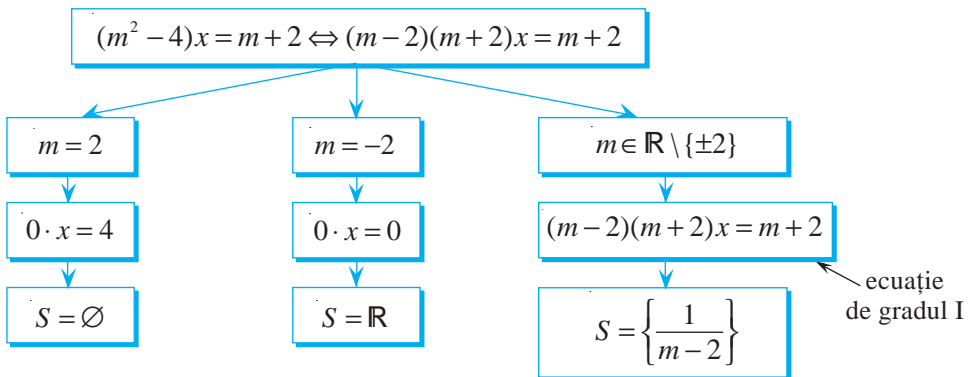 (m² − 4)x = m + 2 ⇔ (m − 2)(m + 2)x = m + 2
m = 2
m = −2
m ∈ ℝ \ {±2}
0 · x = 4
0 · x = 0
(m − 2)(m + 2)x = m + 2
ecuație
de gradul I
S = ∅
S = ℝ
S = {1/(m − 2)}